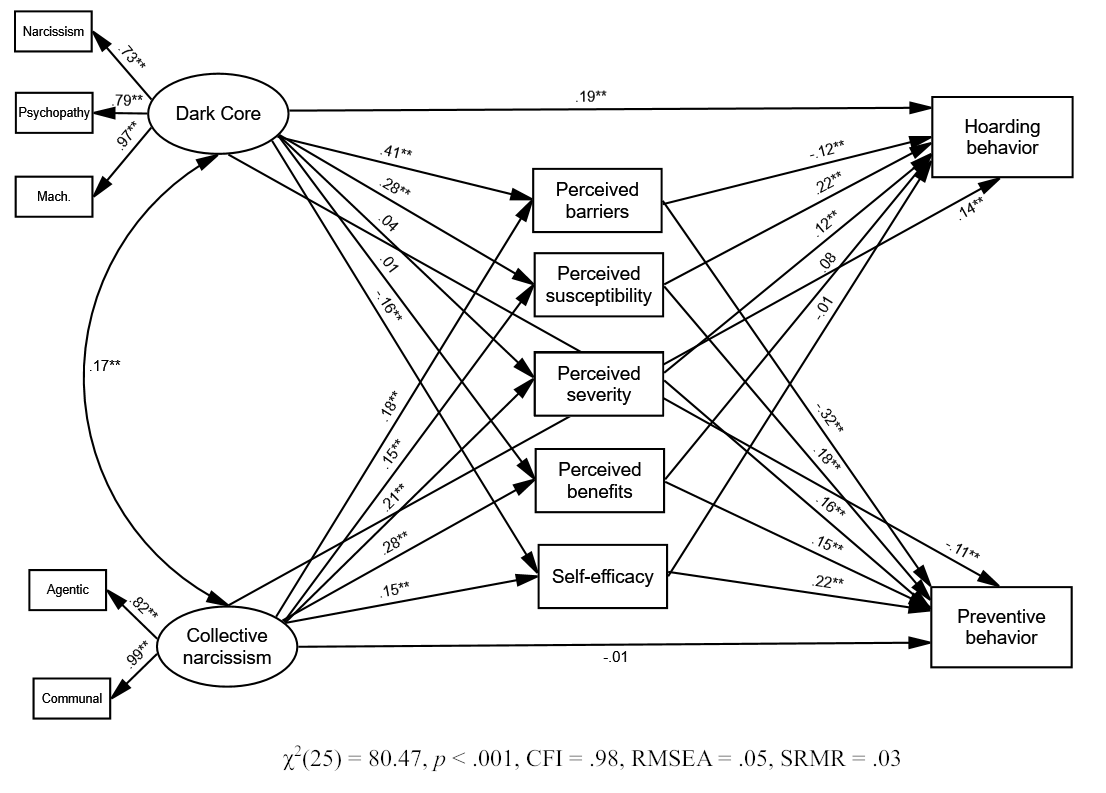 Narcissism
.73**
Psychopathy
.79**
Mach.
.97**
Dark Core
.19**
Hoarding
behavior
.41**
.28**
.04
.01
-.16**
Perceived
barriers
Perceived
susceptibility
Perceived
severity
Perceived
benefits
Self-efficacy
-.12**
.22**
.12**
.08
-.01
.14**
.17**
.18**
.15**
.21**
.28**
.15**
-.32**
.18**
.16**
.15**
.22**
-.11**
Agentic
.82**
Communal
.99**
Collective
narcissism
-.01
Preventive
behavior
χ²(25) = 80.47, p < .001, CFI = .98, RMSEA = .05, SRMR = .03